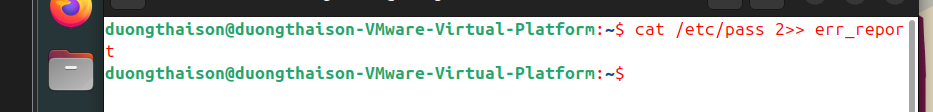 duongthaison@duongthaison-VMware-Virtual-Platform:~$ cat /etc/pass 2>> err_repor
t
duongthaison@duongthaison-VMware-Virtual-Platform:~$